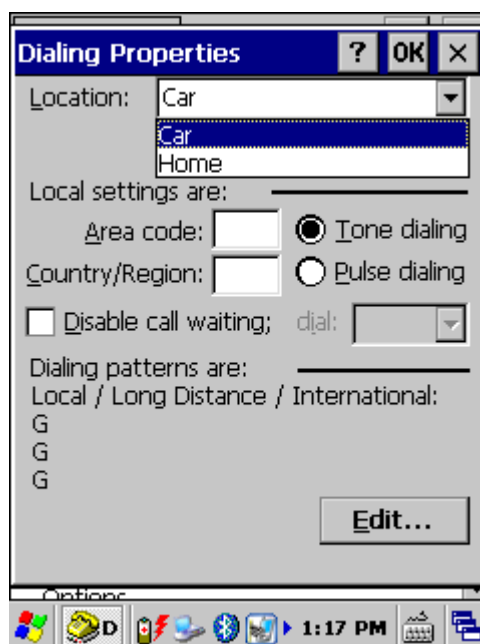 Dialing Properties ? OK ×
Location: Car
Car
Home
Local settings are:
Area code: Tone dialing
Country/Region: Pulse dialing
Disable call waiting; dial:
Dialing patterns are:
Local / Long Distance / International:
G
G
G
Edit...
Options
D 1:17 PM